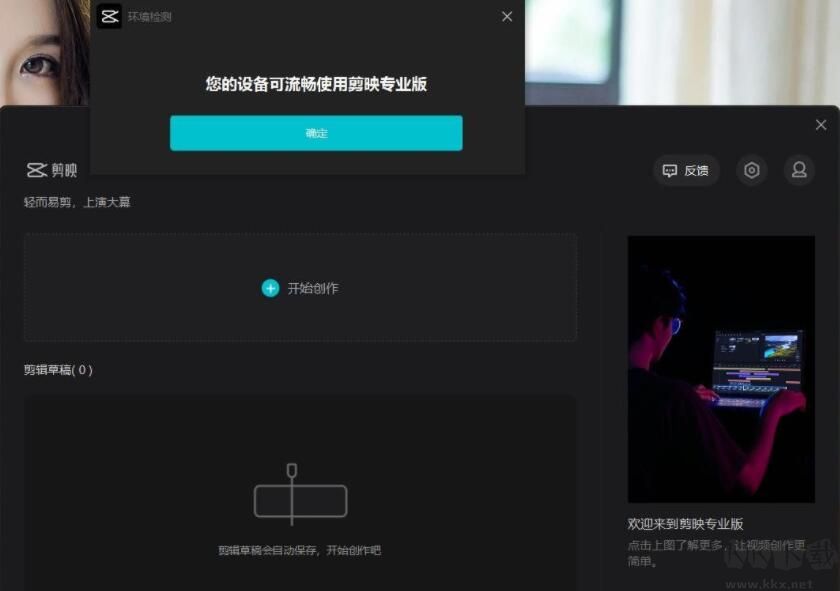 环境检测
您的设备可流畅使用剪映专业版
确定
剪映
反馈
轻而易剪，上演大幕
开始创作
剪辑草稿( 0 )
剪辑草稿会自动保存，开始创作吧
欢迎来到剪映专业版
点击上图了解更多，让视频创作更
简单。
KK下载
www.kkx.net